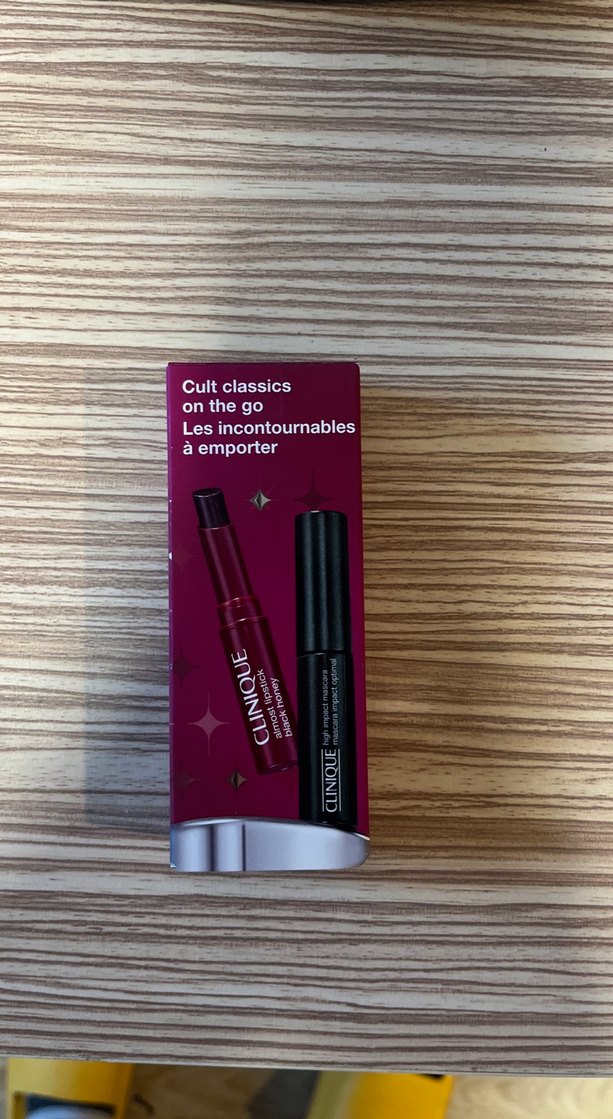 Cult classics
on the go
Les incontournables
à emporter
CLINIQUE
almost lipstick
black honey
CLINIQUE
high impact mascara
mascara impact optimal